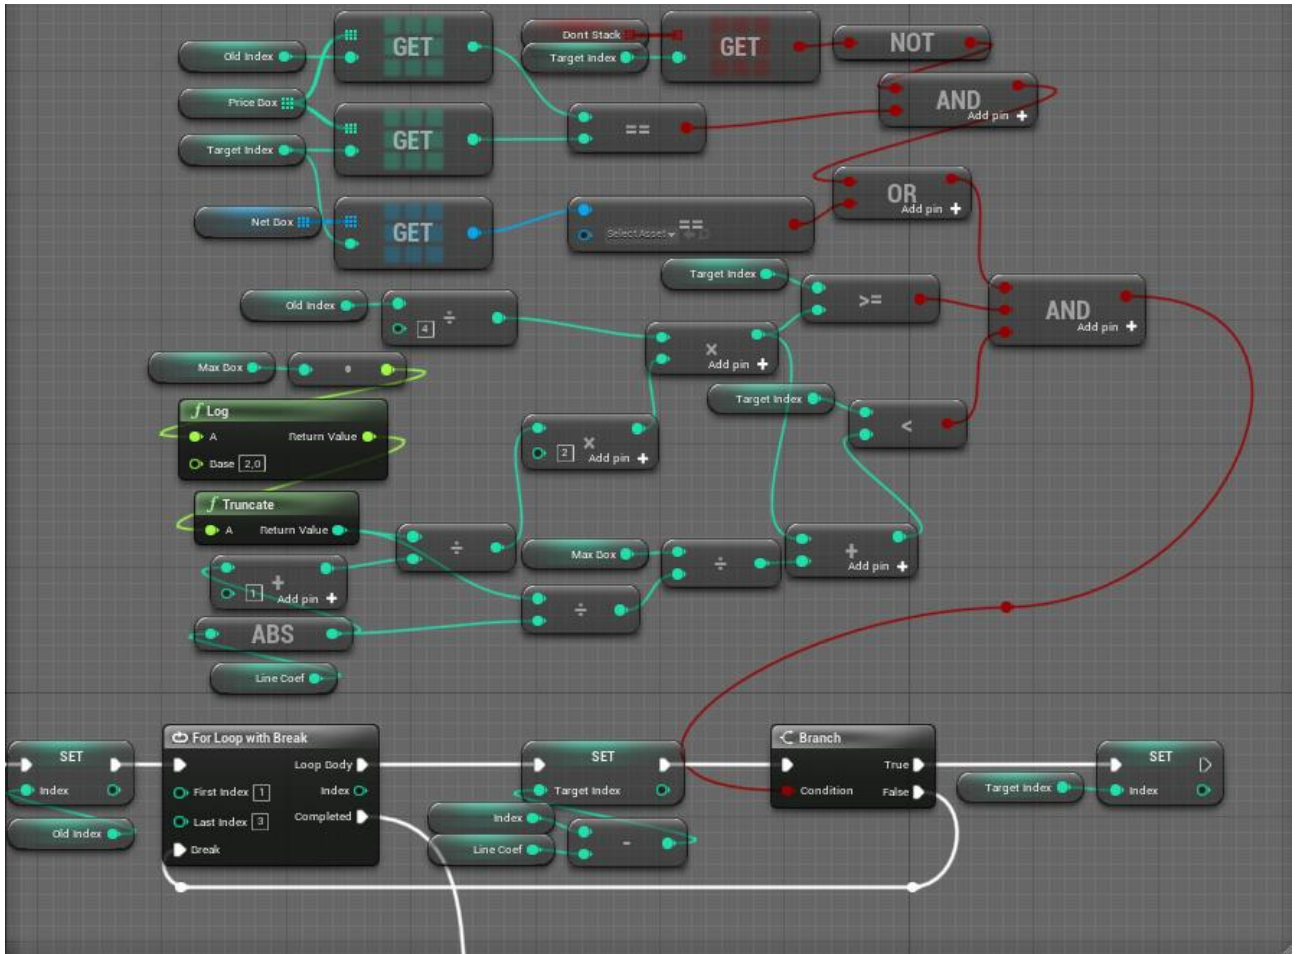 Old Index
GET
Dont Stack
Target Index
GET
NOT
Price Box
GET
==
AND
Add pin +
Target Index
Net Box
GET
Select Asset
==
OR
Add pin +
Target Index
>=
AND
Add pin +
Old Index
4
÷
×
Add pin +
Max Box
•
Target Index
<
f Log
A
Return Value
Base 2,0
2
×
Add pin +
f Truncate
A
Return Value
÷
Max Box
÷
+
Add pin +
1
+
Add pin +
÷
ABS
Line Coef
SET
Index
Old Index
For Loop with Break
Loop Body
First Index 1
Index
Last Index 3
Completed
Break
SET
Target Index
Index
Line Coef
-
Branch
True
Condition
False
Target Index
SET
Index